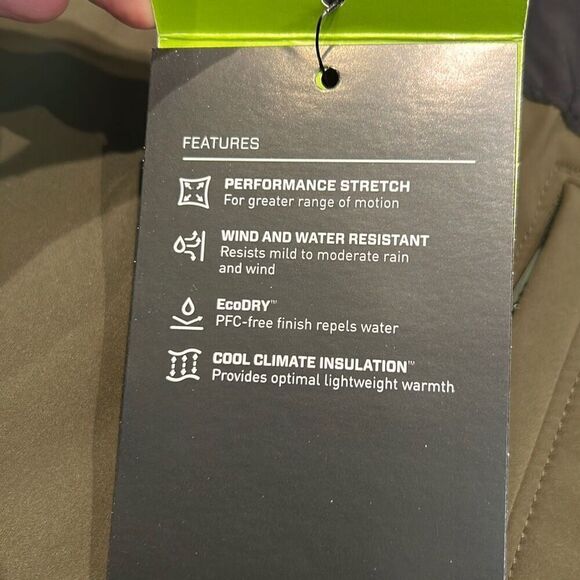 FEATURES
PERFORMANCE STRETCH
For greater range of motion
WIND AND WATER RESISTANT
Resists mild to moderate rain
and wind
EcoDRY™
PFC-free finish repels water
COOL CLIMATE INSULATION™
Provides optimal lightweight warmth